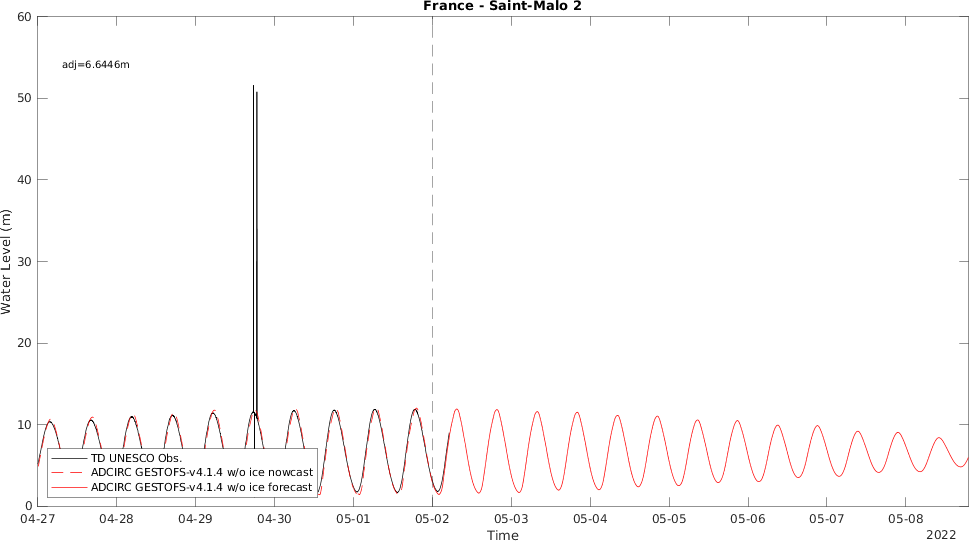 France - Saint-Malo 2
60
adj=6.6446m
50
40
30
20
10
0
Water Level (m)
TD UNESCO Obs.
ADCIRC GESTOFS-v4.1.4 w/o ice nowcast
ADCIRC GESTOFS-v4.1.4 w/o ice forecast
04-27 04-28 04-29 04-30 05-01 05-02 05-03 05-04 05-05 05-06 05-07 05-08
Time
2022